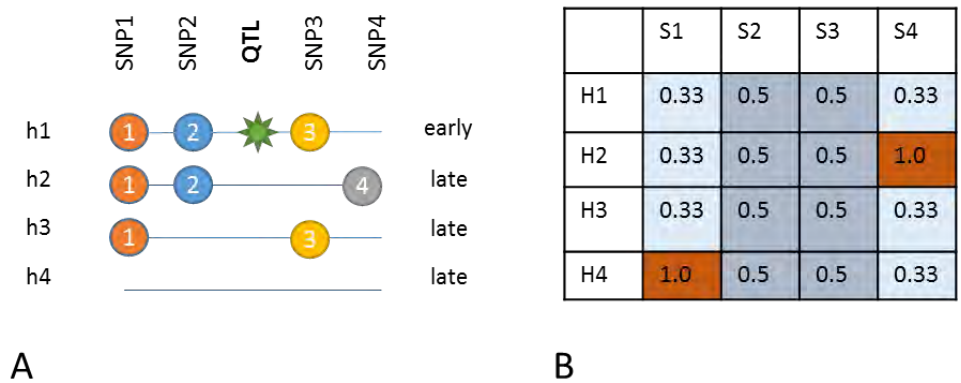 SNP1 SNP2 QTL SNP3 SNP4
h1 1 2 3 early
h2 1 2 4 late
h3 1 3 late
h4 late
A
S1 S2 S3 S4
H1 0.33 0.5 0.5 0.33
H2 0.33 0.5 0.5 1.0
H3 0.33 0.5 0.5 0.33
H4 1.0 0.5 0.5 0.33
B